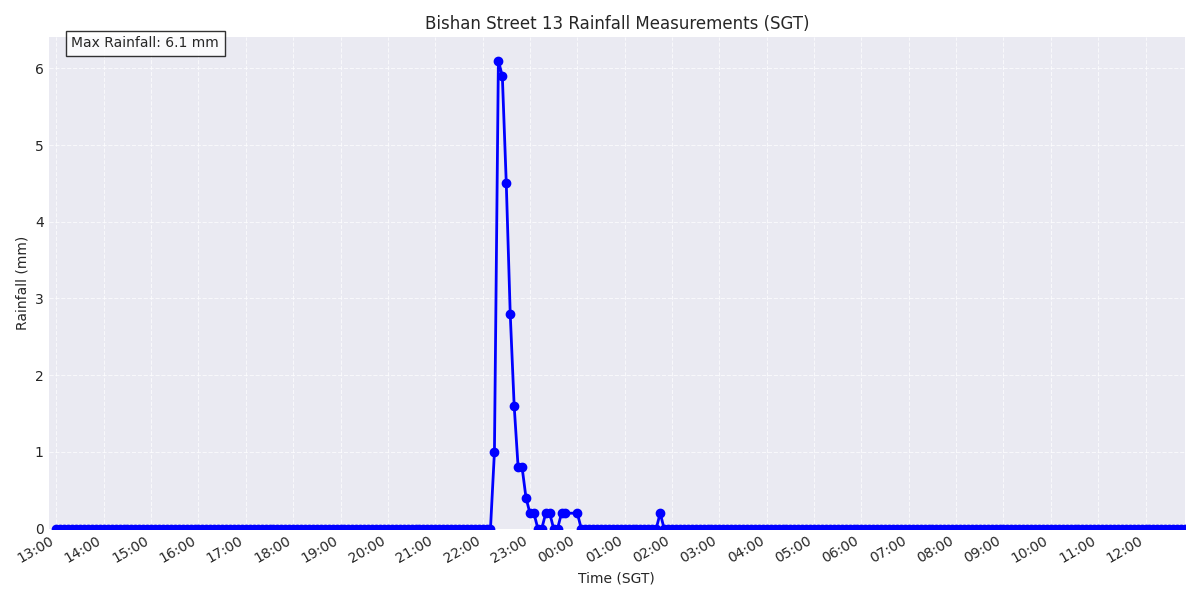 Bishan Street 13 Rainfall Measurements (SGT)
Max Rainfall: 6.1 mm
Rainfall (mm)
6
5
4
3
2
1
0
13:00 14:00 15:00 16:00 17:00 18:00 19:00 20:00 21:00 22:00 23:00 00:00 01:00 02:00 03:00 04:00 05:00 06:00 07:00 08:00 09:00 10:00 11:00 12:00
Time (SGT)